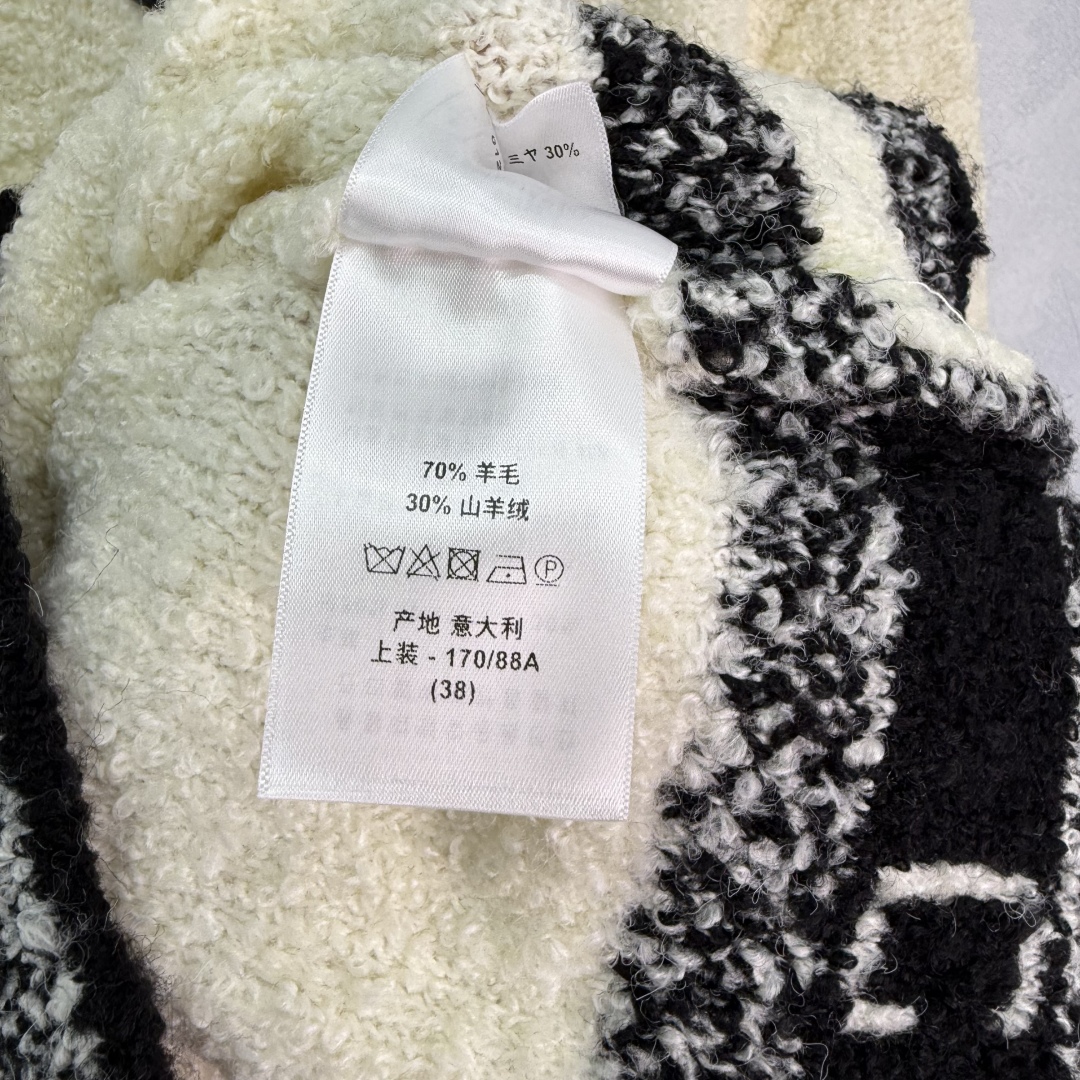 ミヤ 30%
70% 羊毛
30% 山羊绒
P
产地 意大利
上装 - 170/88A
(38)